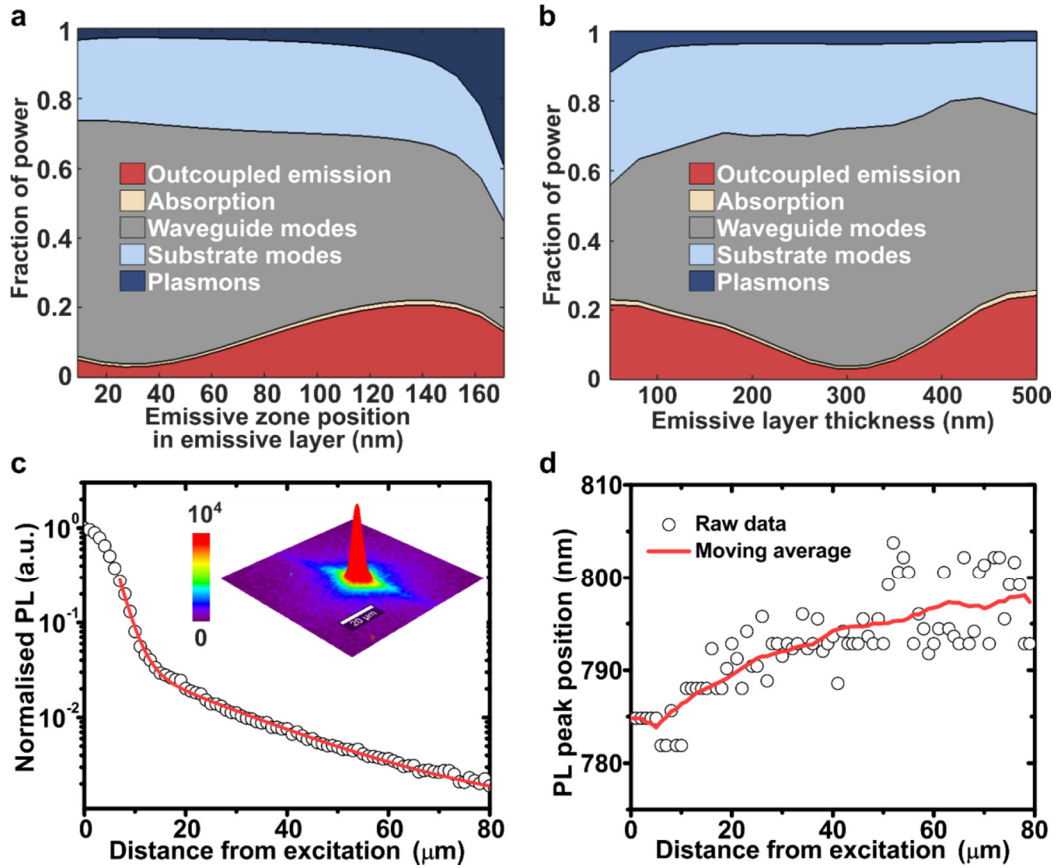 a
Fraction of power
1
0.8
0.6
0.4
0.2
0
Outcoupled emission
Absorption
Waveguide modes
Substrate modes
Plasmons
20 40 60 80 100 120 140 160
Emissive zone position
in emissive layer (nm)
b
Fraction of power
1
0.8
0.6
0.4
0.2
0
Outcoupled emission
Absorption
Waveguide modes
Substrate modes
Plasmons
100 200 300 400 500
Emissive layer thickness (nm)
c
Normalised PL (a.u.)
10⁰
10⁻¹
10⁻²
10⁴
0
20 μm
0 20 40 60 80
Distance from excitation (μm)
d
PL peak position (nm)
810
800
790
780
Raw data
Moving average
0 20 40 60 80
Distance from excitation (μm)